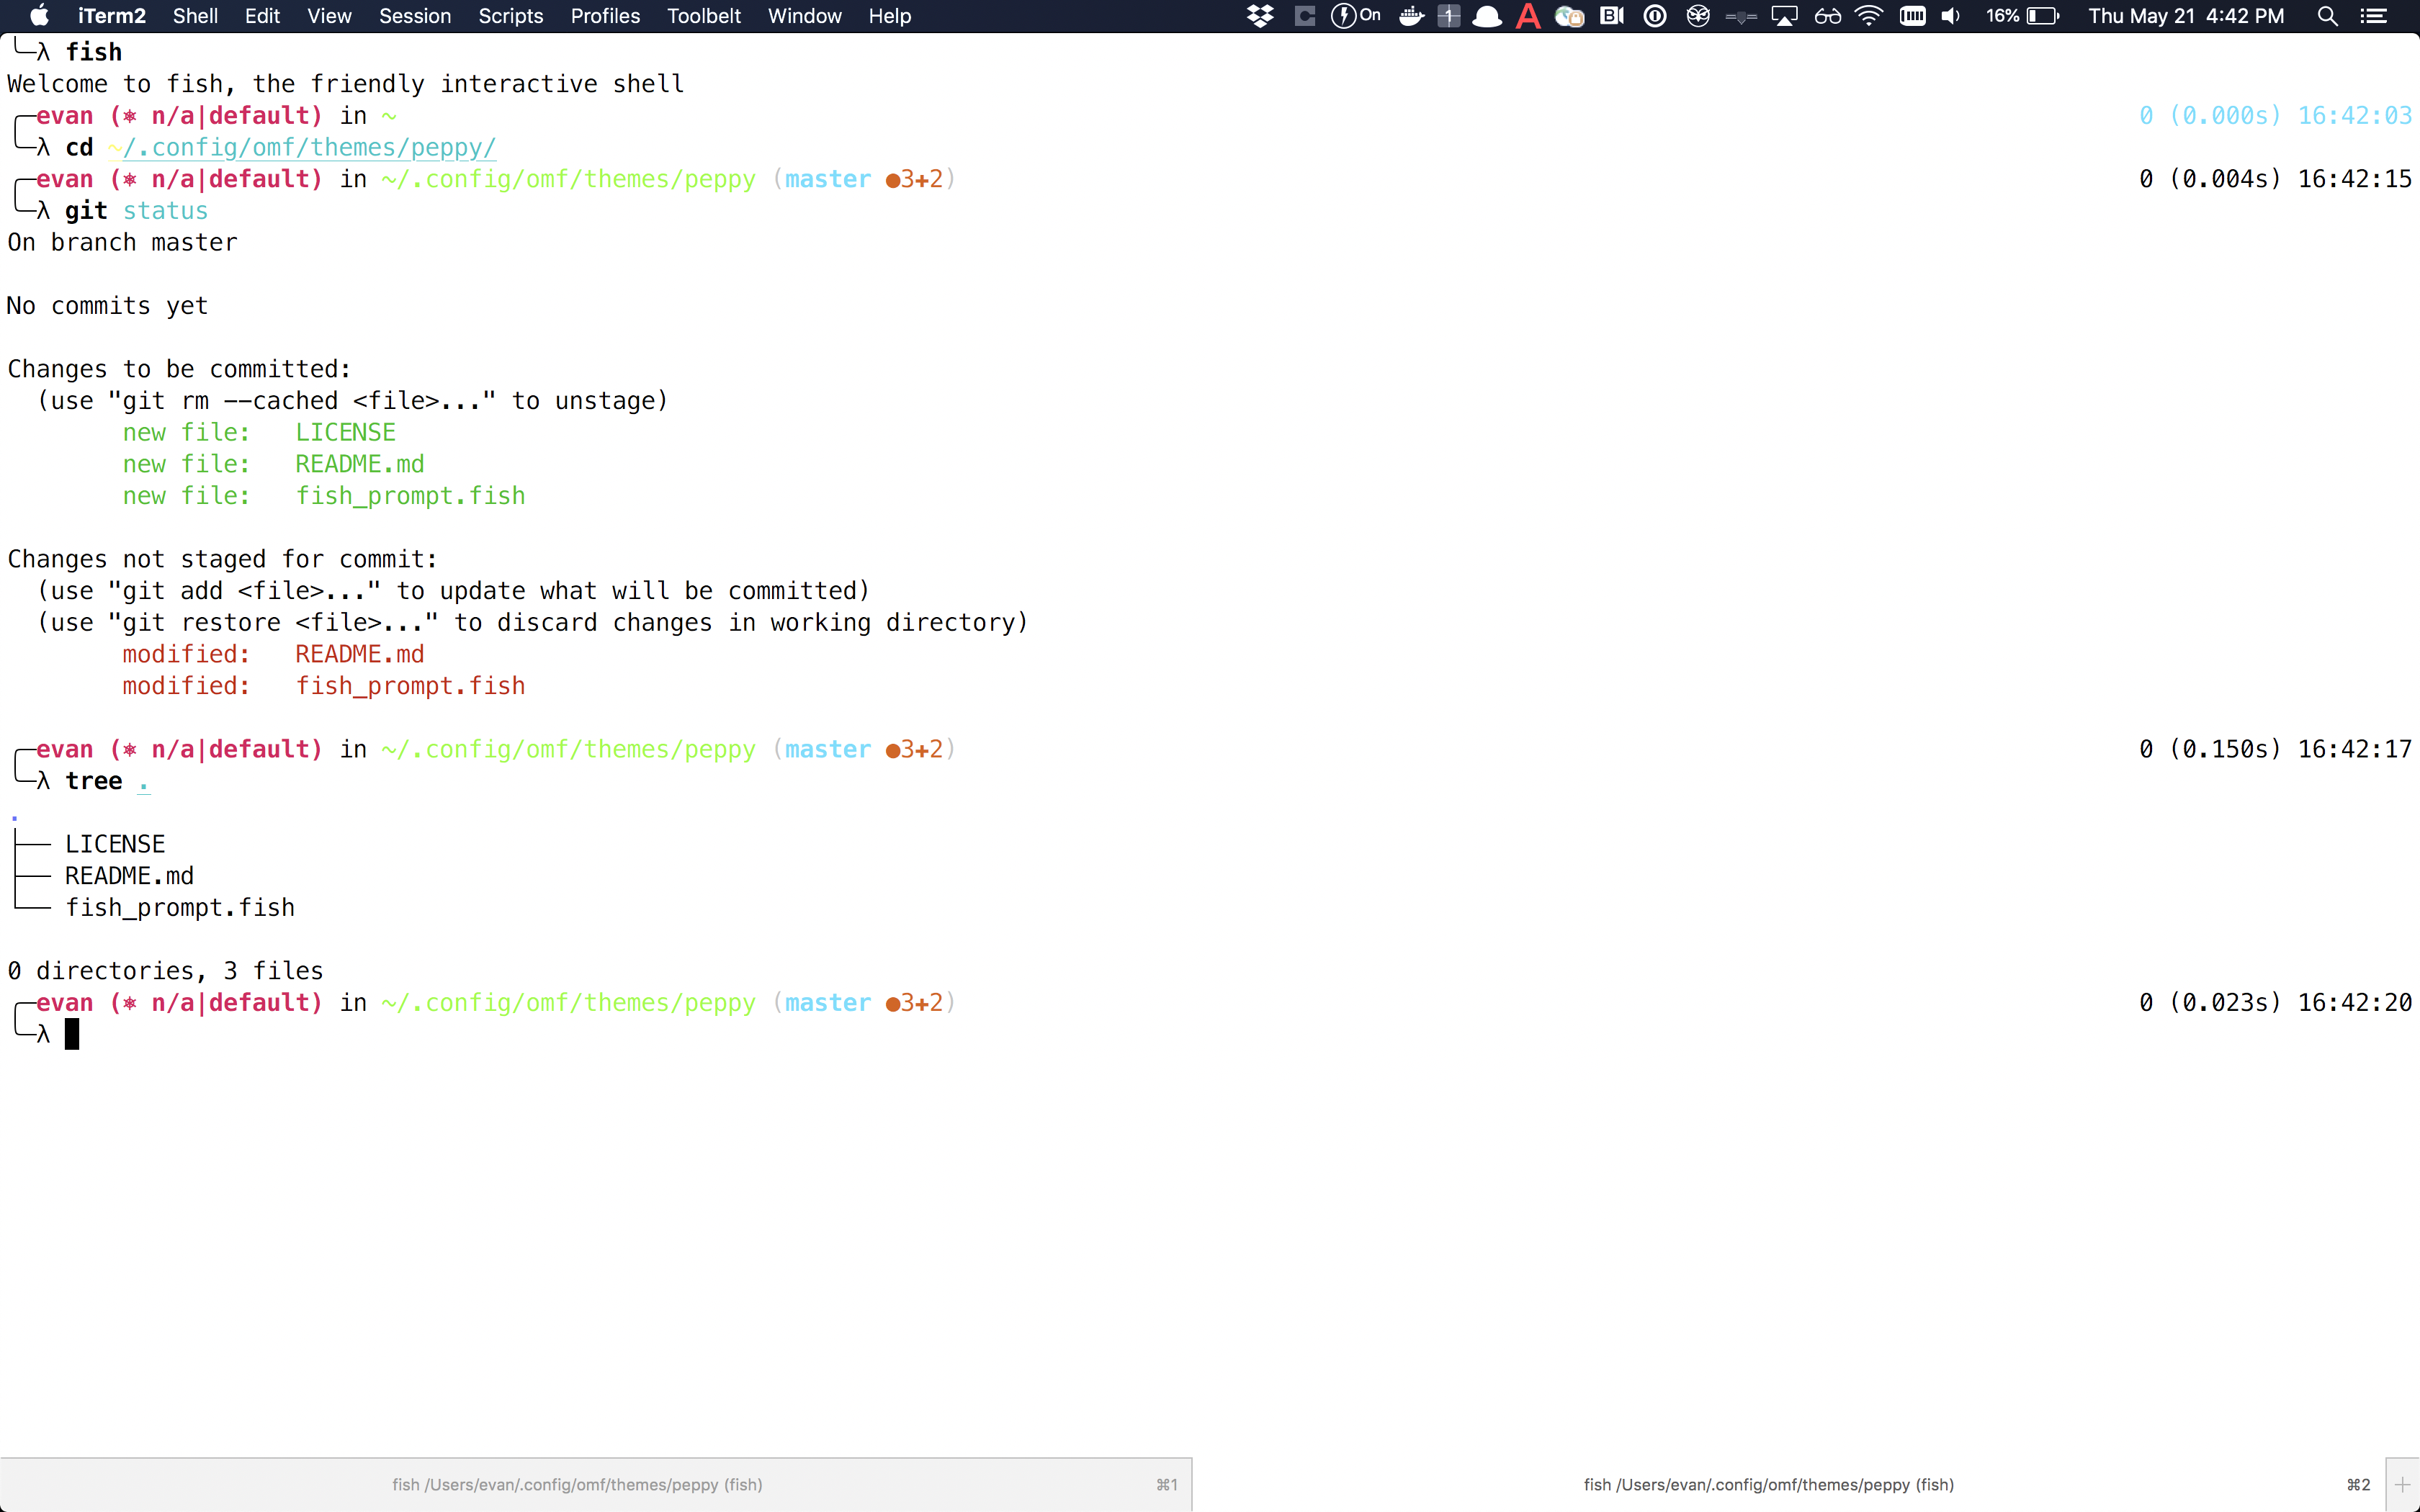 iTerm2 Shell Edit View Session Scripts Profiles Toolbelt Window Help On 1 A 16% Thu May 21 4:42 PM
╰─λ fish
Welcome to fish, the friendly interactive shell
╭─evan (⎈ n/a|default) in ~ 0 (0.000s) 16:42:03
╰─λ cd ~/.config/omf/themes/peppy/
╭─evan (⎈ n/a|default) in ~/.config/omf/themes/peppy (master ●3✚2) 0 (0.004s) 16:42:15
╰─λ git status
On branch master
No commits yet
Changes to be committed:
(use "git rm --cached <file>..." to unstage)
new file: LICENSE
new file: README.md
new file: fish_prompt.fish
Changes not staged for commit:
(use "git add <file>..." to update what will be committed)
(use "git restore <file>..." to discard changes in working directory)
modified: README.md
modified: fish_prompt.fish
╭─evan (⎈ n/a|default) in ~/.config/omf/themes/peppy (master ●3✚2) 0 (0.150s) 16:42:17
╰─λ tree .
.
├── LICENSE
├── README.md
└── fish_prompt.fish
0 directories, 3 files
╭─evan (⎈ n/a|default) in ~/.config/omf/themes/peppy (master ●3✚2) 0 (0.023s) 16:42:20
╰─λ
fish /Users/evan/.config/omf/themes/peppy (fish) ⌘1 fish /Users/evan/.config/omf/themes/peppy (fish) ⌘2 +